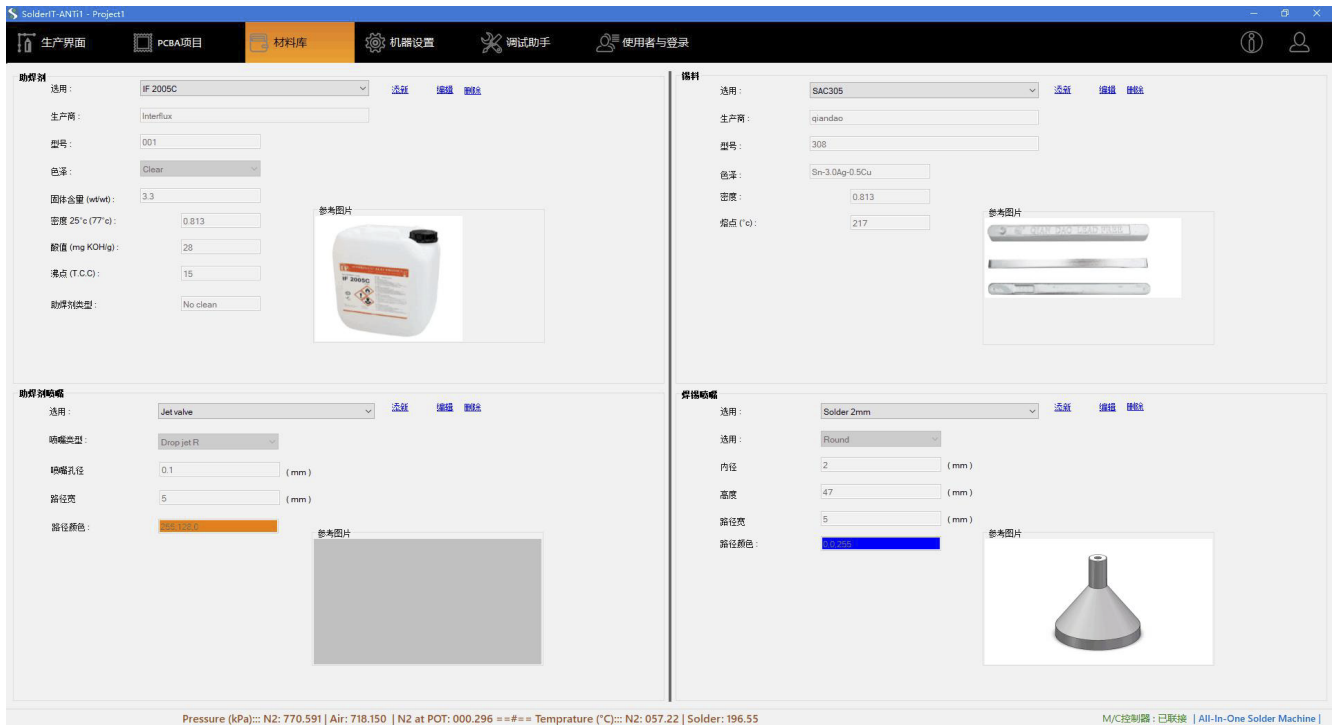 SolderIT-ANTi1 - Project1
生产界面 PCBA项目 材料库 机器设置 调试助手 使用者与登录
助焊剂
选用 : IF 2005C 添新 编辑 删除
生产商 : Interflux
型号 : 001
色泽 : Clear
固体含量 (wt/wt) : 3.3
密度 25°c (77°c) : 0.813
酸值 (mg KOH/g) : 28
沸点 (T.C.C) : 15
助焊剂类型 : No clean
参考图片
IF 2005C
锡料
选用 : SAC305 添新 编辑 删除
生产商 : qiandao
型号 : 308
色泽 : Sn-3.0Ag-0.5Cu
密度 : 0.813
熔点 (°c) : 217
参考图片
QIAN DAO LEAD FREE
助焊剂喷嘴
选用 : Jet valve 添新 编辑 删除
喷嘴类型 : Drop jet R
喷嘴孔径 0.1 ( mm )
路径宽 5 ( mm )
路径颜色 : 255.128.0
参考图片
焊锡喷嘴
选用 : Solder 2mm 添新 编辑 删除
选用 : Round
内径 2 ( mm )
高度 47 ( mm )
路径宽 5 ( mm )
路径颜色 : 0.0.255
参考图片
Pressure (kPa)::: N2: 770.591 | Air: 718.150 | N2 at POT: 000.296 ==#== Temprature (°C)::: N2: 057.22 | Solder: 196.55
M/C控制器 : 已联接 | All-In-One Solder Machine |